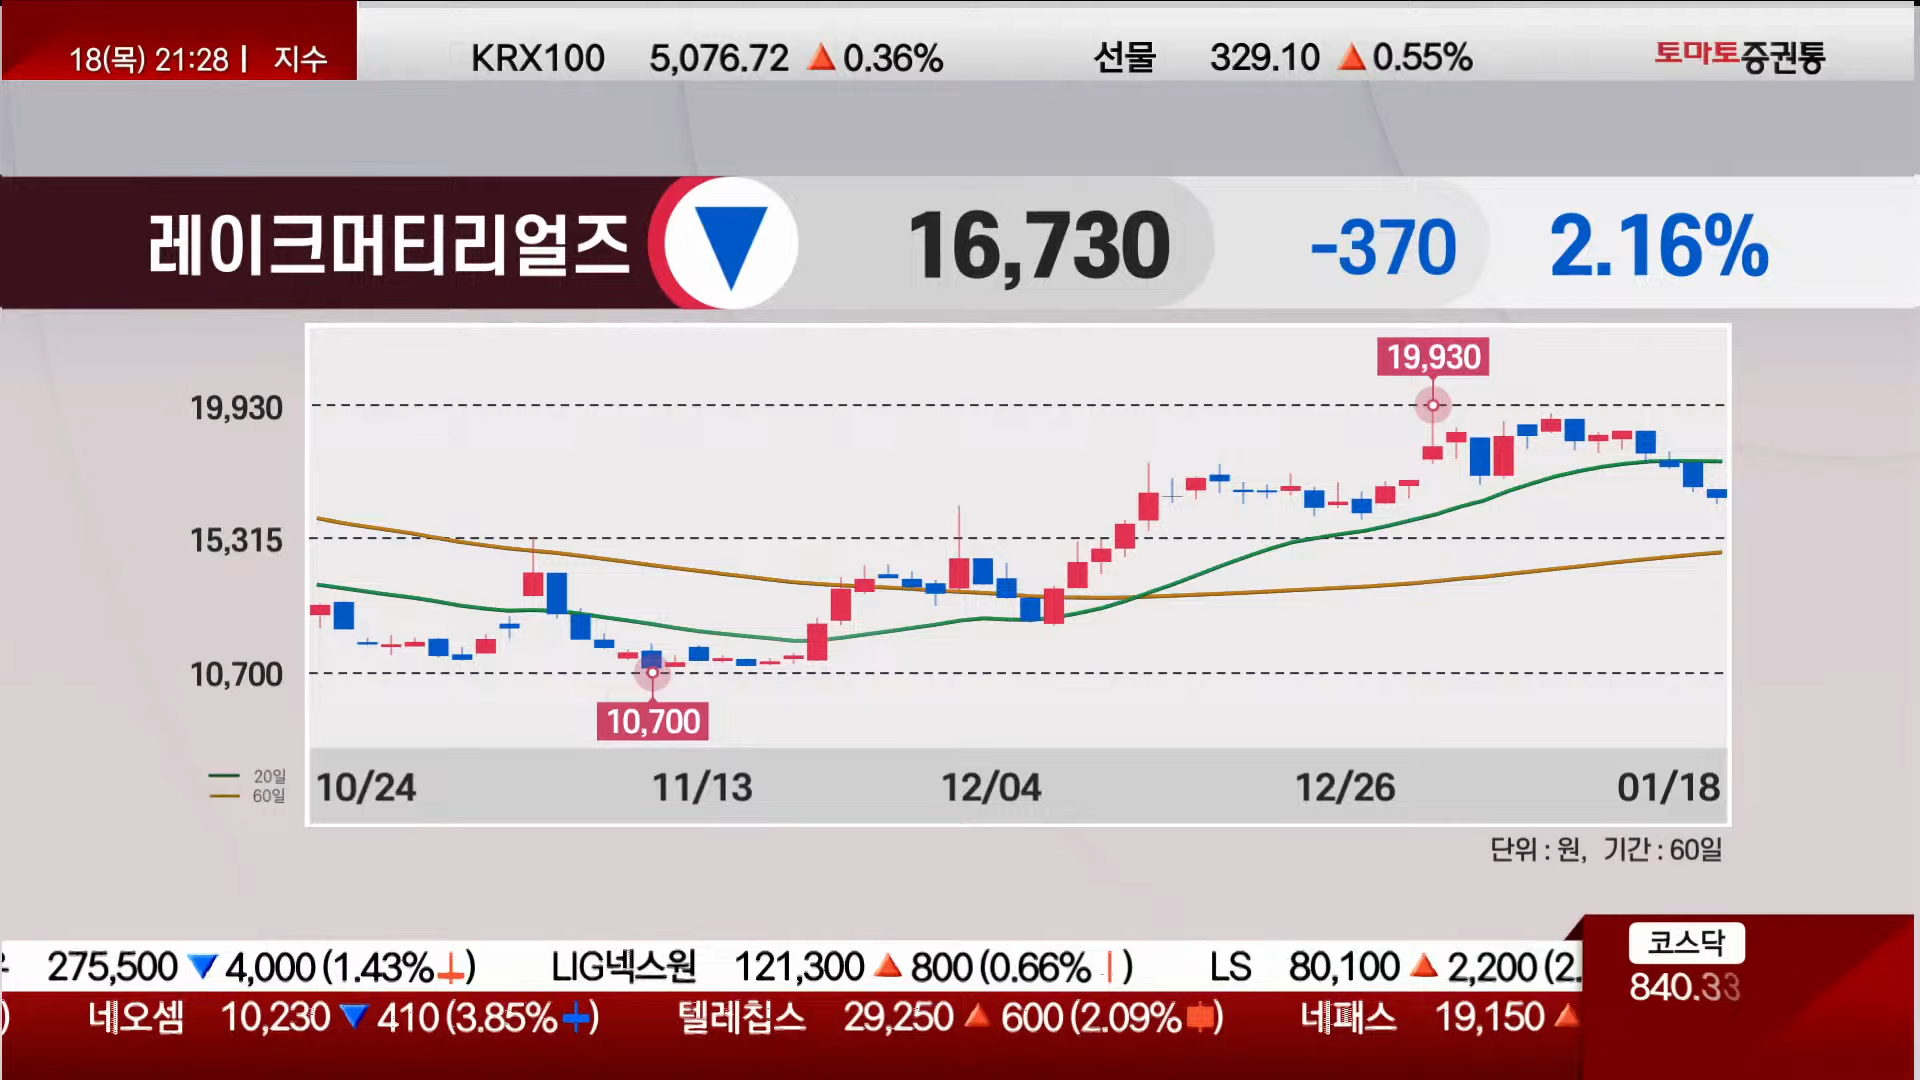 18(목) 21:28 | 지수 KRX100 5,076.72 ▲ 0.36% 선물 329.10 ▲ 0.55% 토마토증권통
레이크머티리얼즈 ▼ 16,730 -370 2.16%
19,930
19,930
15,315
10,700
10,700
20일
60일
10/24 11/13 12/04 12/26 01/18
단위 : 원, 기간 : 60일
275,500 ▼ 4,000 (1.43% ) LIG넥스원 121,300 ▲ 800 (0.66% ) LS 80,100 ▲ 2,200 (2.
코스닥
840.33
) 네오셈 10,230 ▼ 410 (3.85% ) 텔레칩스 29,250 ▲ 600 (2.09% ) 네패스 19,150 ▲